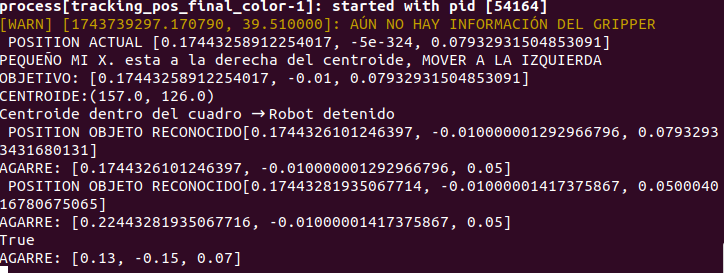 process[tracking_pos_final_color-1]: started with pid [54164]
[WARN] [1743739297.170790, 39.510000]: AÚN NO HAY INFORMACIÓN DEL GRIPPER
POSITION ACTUAL [0.17443258912254017, -5e-324, 0.07932931504853091]
PEQUEÑO MI X. esta a la derecha del centroide, MOVER A LA IZQUIERDA
OBJETIVO: [0.17443258912254017, -0.01, 0.07932931504853091]
CENTROIDE:(157.0, 126.0)
Centroide dentro del cuadro →Robot detenido
POSITION OBJETO RECONOCIDO[0.1744326101246397, -0.010000001292966796, 0.0793293
3431680131]
AGARRE: [0.1744326101246397, -0.010000001292966796, 0.05]
POSITION OBJETO RECONOCIDO[0.17443281935067714, -0.01000001417375867, 0.0500040
16780675065]
AGARRE: [0.22443281935067716, -0.01000001417375867, 0.05]
True
AGARRE: [0.13, -0.15, 0.07]